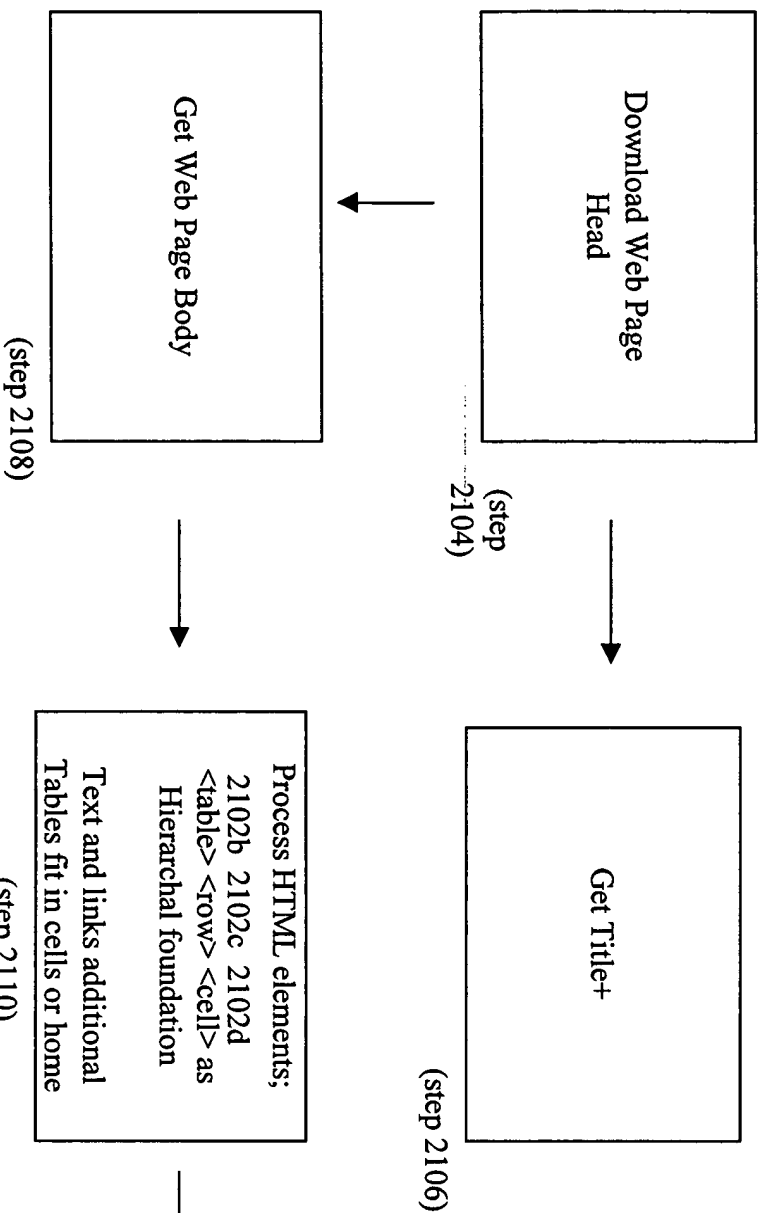 Download Web Page
Head
(step
2104)
Get Title+
(step 2106)
Get Web Page Body
(step 2108)
Process HTML elements;
2102b 2102c 2102d
<table> <row> <cell> as
Hierarchal foundation
Text and links additional
Tables fit in cells or home
(step 2110)